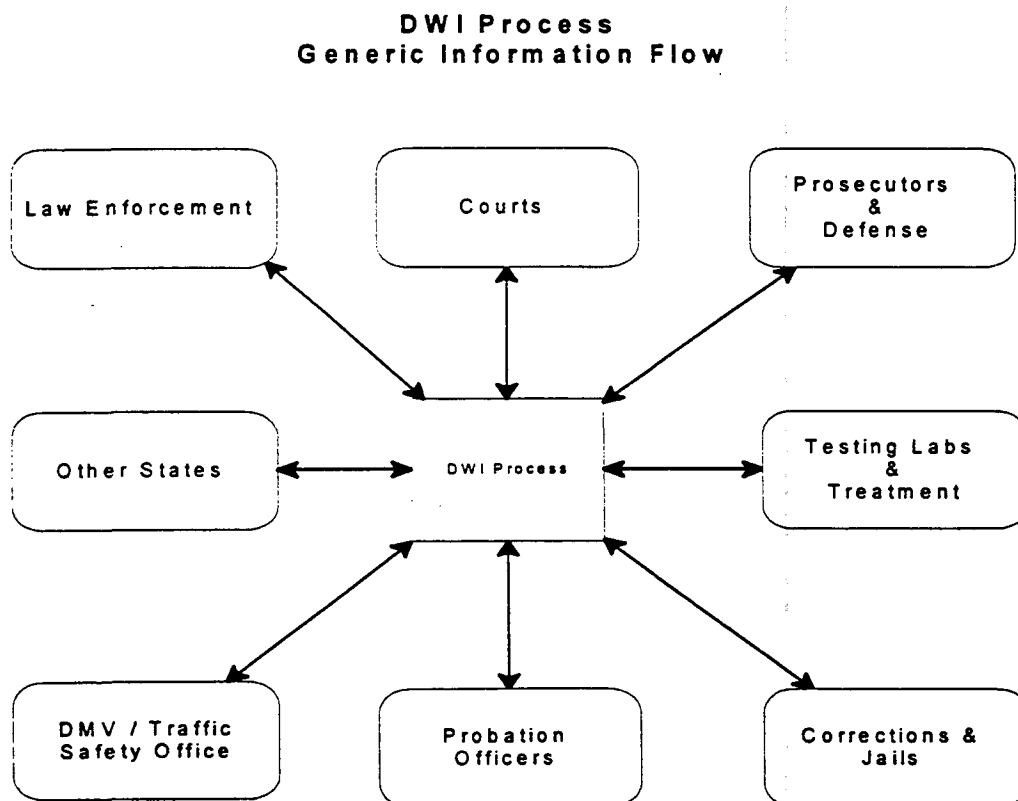 DWI Process
Generic Information Flow
Law Enforcement
Courts
Prosecutors
&
Defense
Other States
DWI Process
Testing Labs
&
Treatment
DMV / Traffic
Safety Office
Probation
Officers
Corrections &
Jails